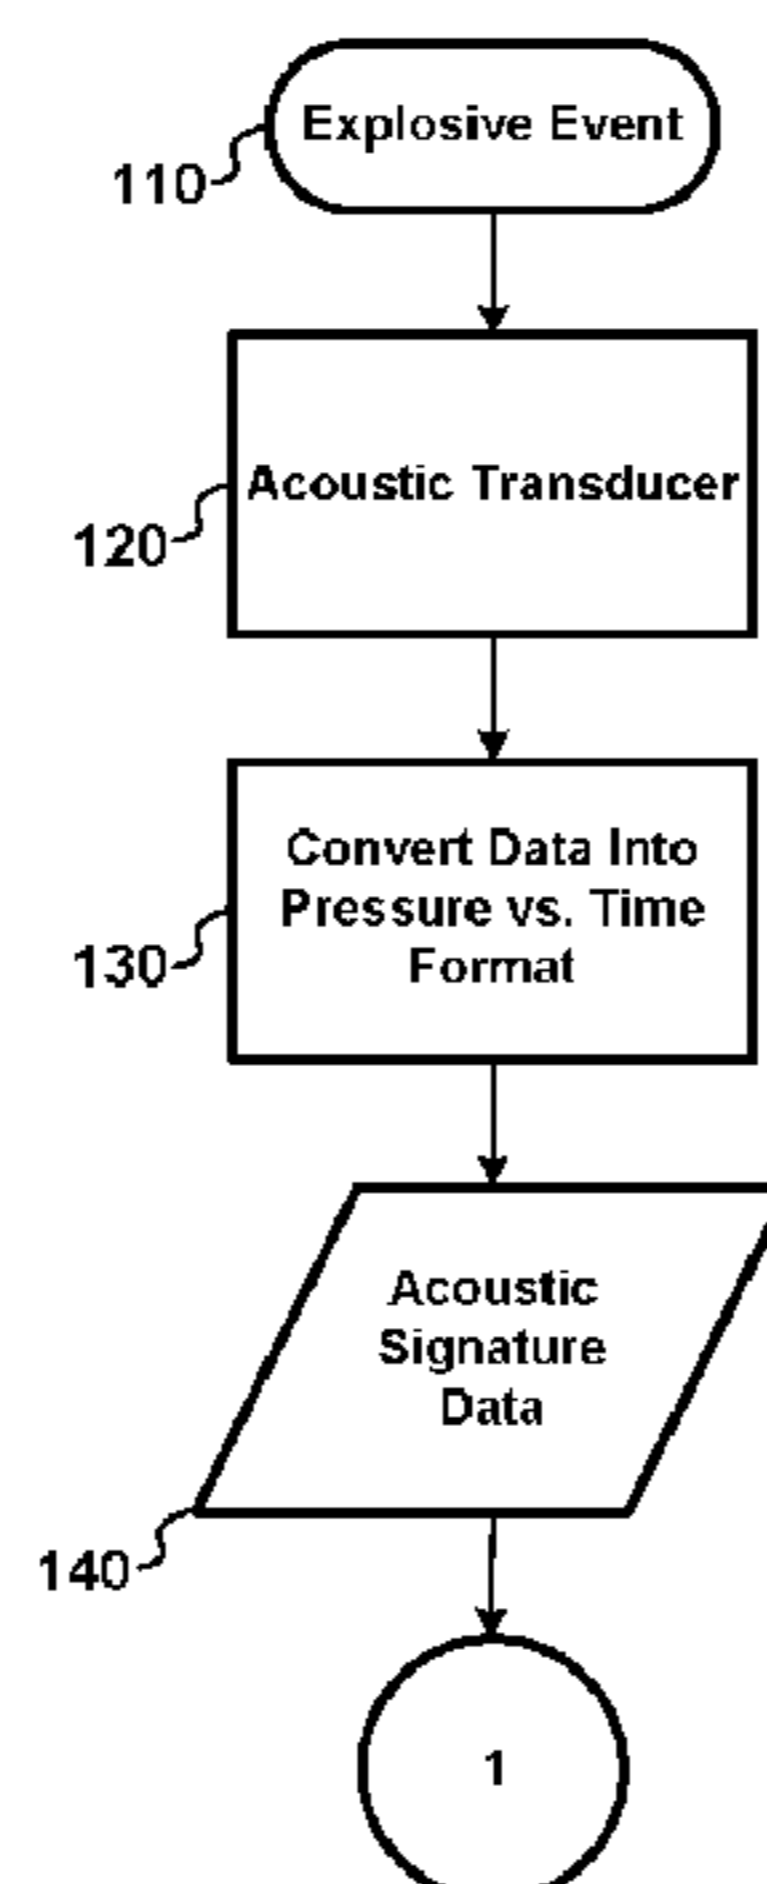 Explosive Event
110
Acoustic Transducer
120
Convert Data Into
Pressure vs. Time
Format
130
Acoustic
Signature
Data
140
1